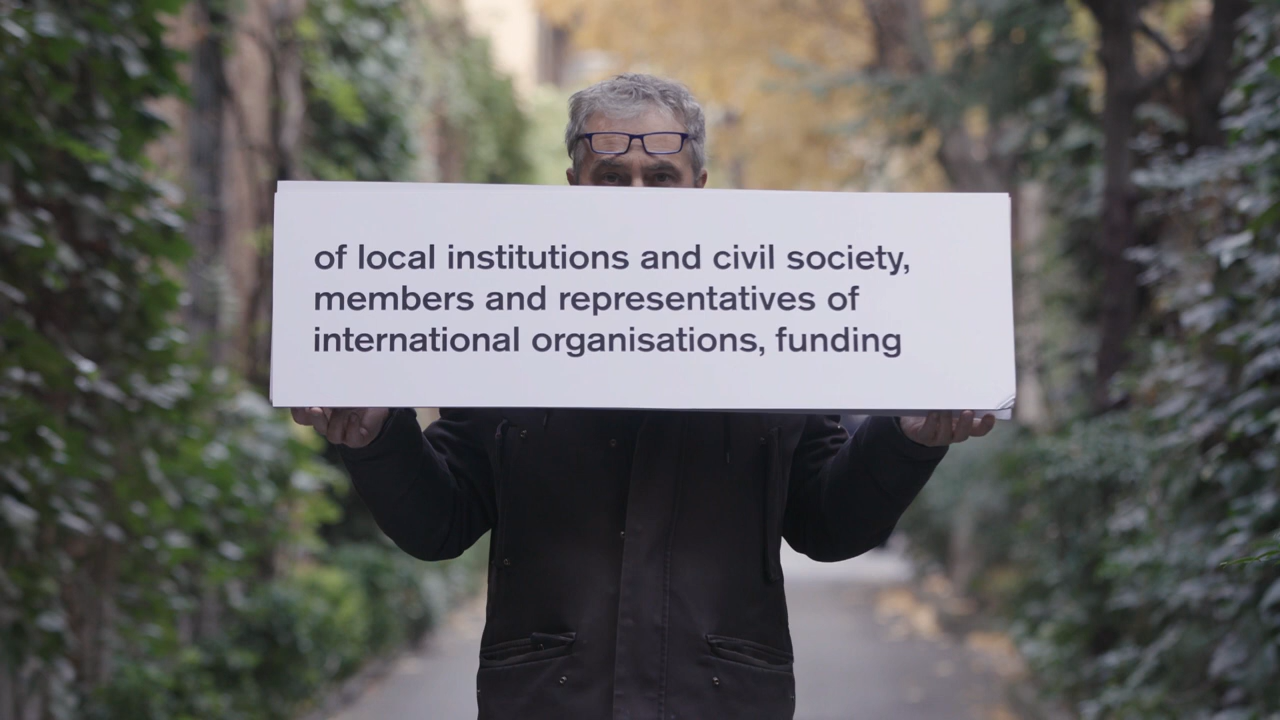 of local institutions and civil society,
members and representatives of
international organisations, funding